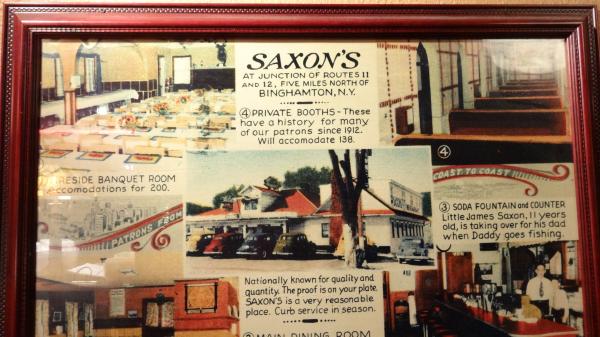 SAXON'S
AT JUNCTION OF ROUTES 11
AND 12, FIVE MILES NORTH OF
BINGHAMTON, N.Y.
④ PRIVATE BOOTHS - These
have a history for many
of our patrons since 1912.
Will accomodate 138.
④
RESIDE BANQUET ROOM
comodations for 200.
PATRONS FROM
COAST TO COAST
③ SODA FOUNTAIN and COUNTER
Little James Saxon, 11 years
old, is taking over for his dad
when Daddy goes fishing.
Nationally known for quality and
quantity. The proof is on your plate.
SAXON'S is a very reasonable
place. Curb service in season.
MAIN DINING ROOM